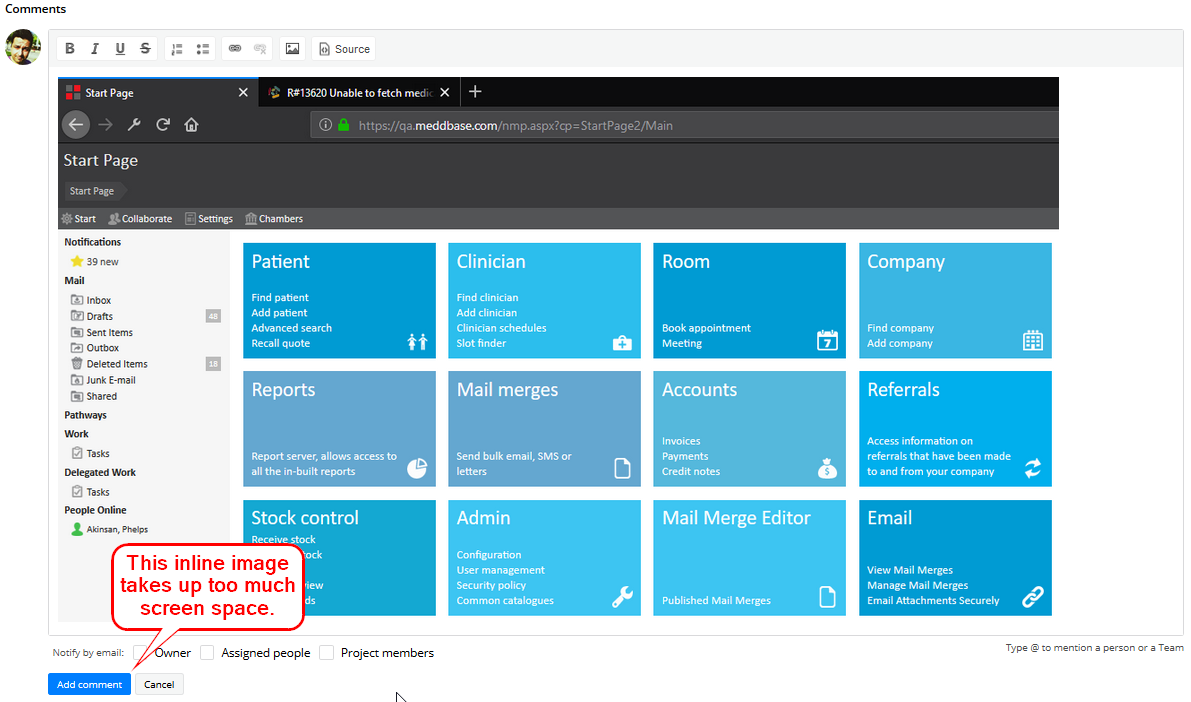 Comments
B I U S Source
Start Page
R#13620 Unable to fetch medic
https://qa.meddbase.com/nmp.aspx?cp=StartPage2/Main
Start Page
Start Page
Start Collaborate Settings Chambers
Notifications
39 new
Mail
Inbox
Drafts 48
Sent Items
Outbox
Deleted Items 18
Junk E-mail
Shared
Pathways
Work
Tasks
Delegated Work
Tasks
People Online
Akinsan, Phelps
Patient
Find patient
Add patient
Advanced search
Recall quote
Clinician
Find clinician
Add clinician
Clinician schedules
Slot finder
Room
Book appointment
Meeting
7
Company
Find company
Add company
Reports
Report server, allows access to
all the in-built reports
Mail merges
Send bulk email, SMS or
letters
Accounts
Invoices
Payments
Credit notes
$
Referrals
Access information on
referrals that have been made
to and from your company
Stock control
Receive stock
ock
view
ds
Admin
Configuration
User management
Security policy
Common catalogues
Mail Merge Editor
Published Mail Merges
Email
View Mail Merges
Manage Mail Merges
Email Attachments Securely
This inline image
takes up too much
screen space.
Notify by email: Owner Assigned people Project members
Type @ to mention a person or a Team
Add comment Cancel